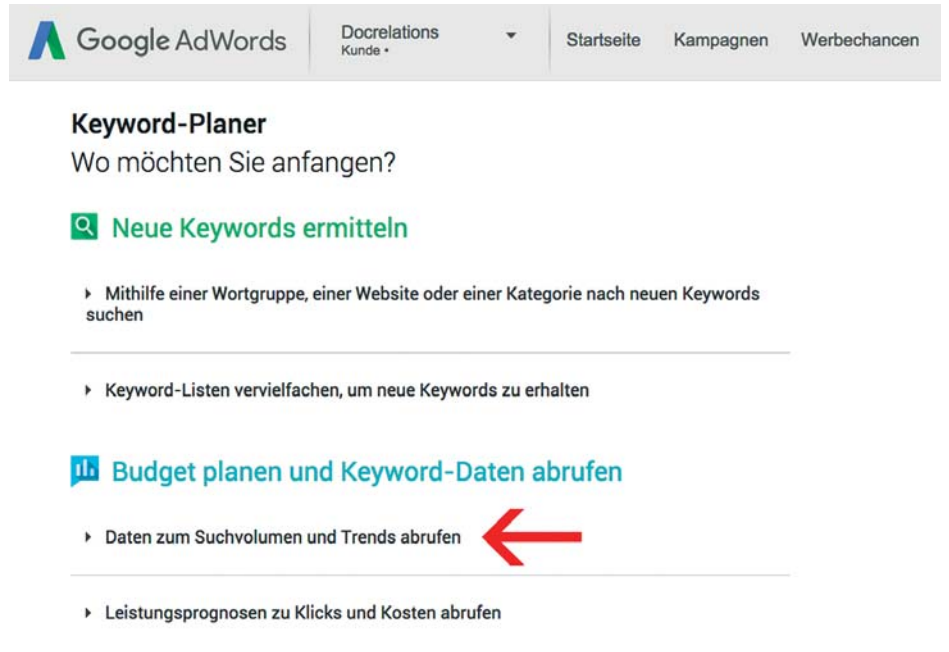 Google AdWords
Docrelations
Kunde •
Startseite
Kampagnen
Werbechancen
Keyword-Planer
Wo möchten Sie anfangen?
Neue Keywords ermitteln
Mithilfe einer Wortgruppe, einer Website oder einer Kategorie nach neuen Keywords
suchen
Keyword-Listen vervielfachen, um neue Keywords zu erhalten
Budget planen und Keyword-Daten abrufen
Daten zum Suchvolumen und Trends abrufen
Leistungsprognosen zu Klicks und Kosten abrufen